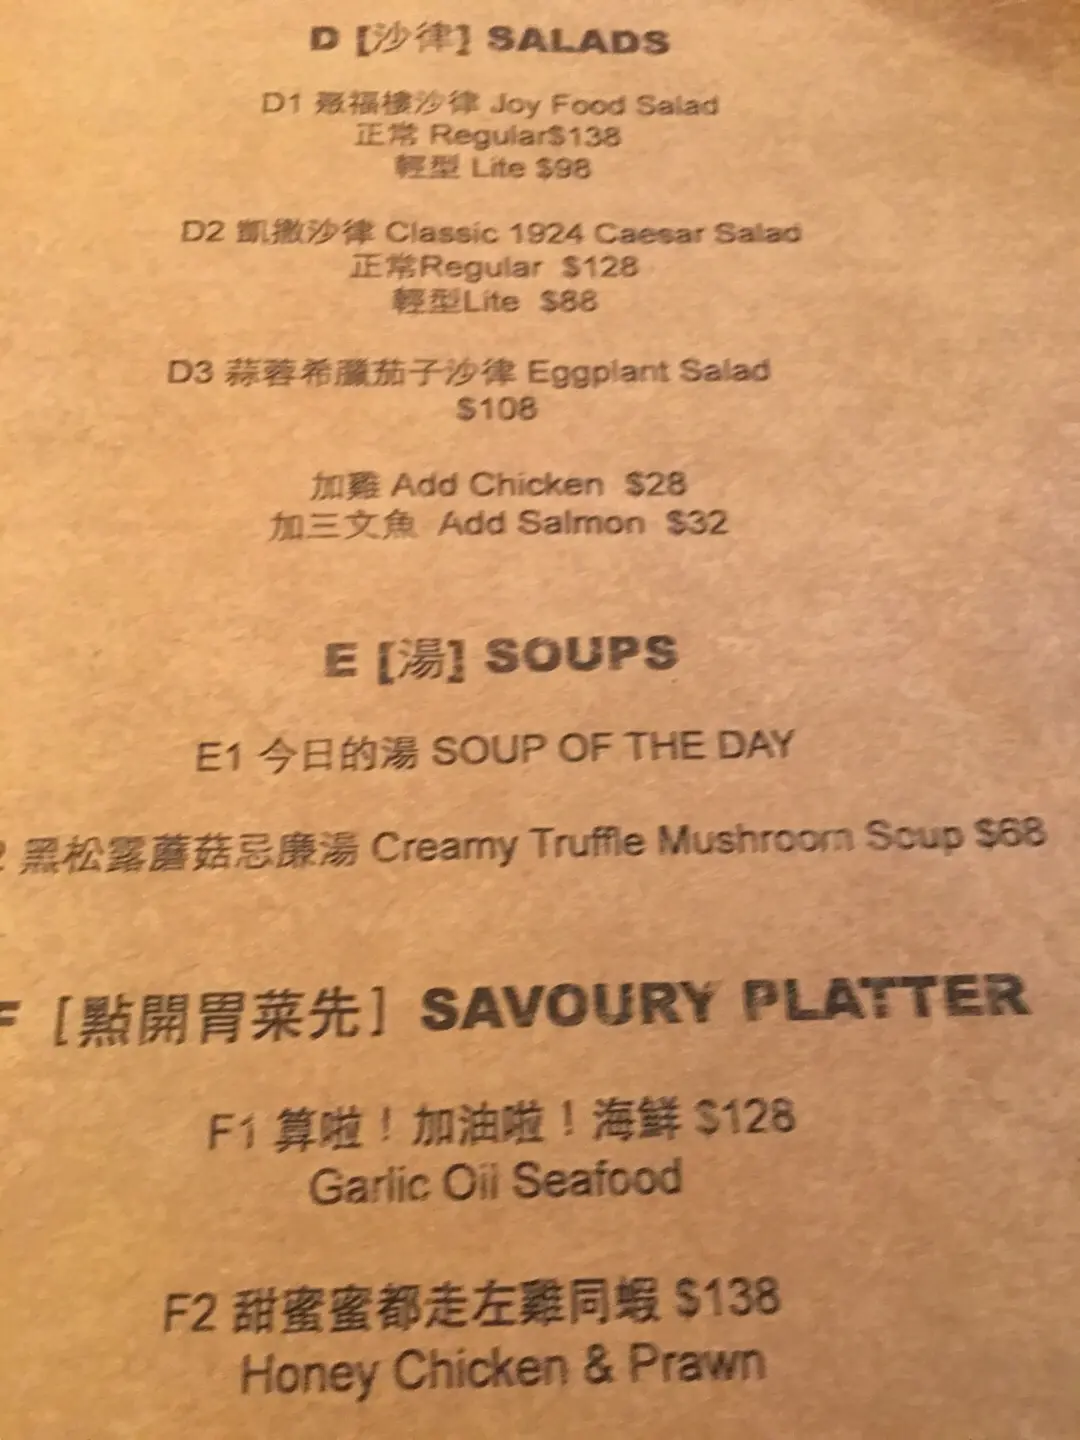 D [沙律] SALADS
D1 聚福樓沙律 Joy Food Salad
正常 Regular$138
輕型 Lite $98
D2 凱撒沙律 Classic 1924 Caesar Salad
正常Regular $128
輕型Lite $88
D3 蒜蓉希臘茄子沙律 Eggplant Salad
$108
加雞 Add Chicken $28
加三文魚 Add Salmon $32
E [湯] SOUPS
E1 今日的湯 SOUP OF THE DAY
2 黑松露蘑菇忌廉湯 Creamy Truffle Mushroom Soup $68
F [點開胃菜先] SAVOURY PLATTER
F1 算啦！加油啦！海鮮 $128
Garlic Oil Seafood
F2 甜蜜蜜都走左雞同蝦 $138
Honey Chicken & Prawn